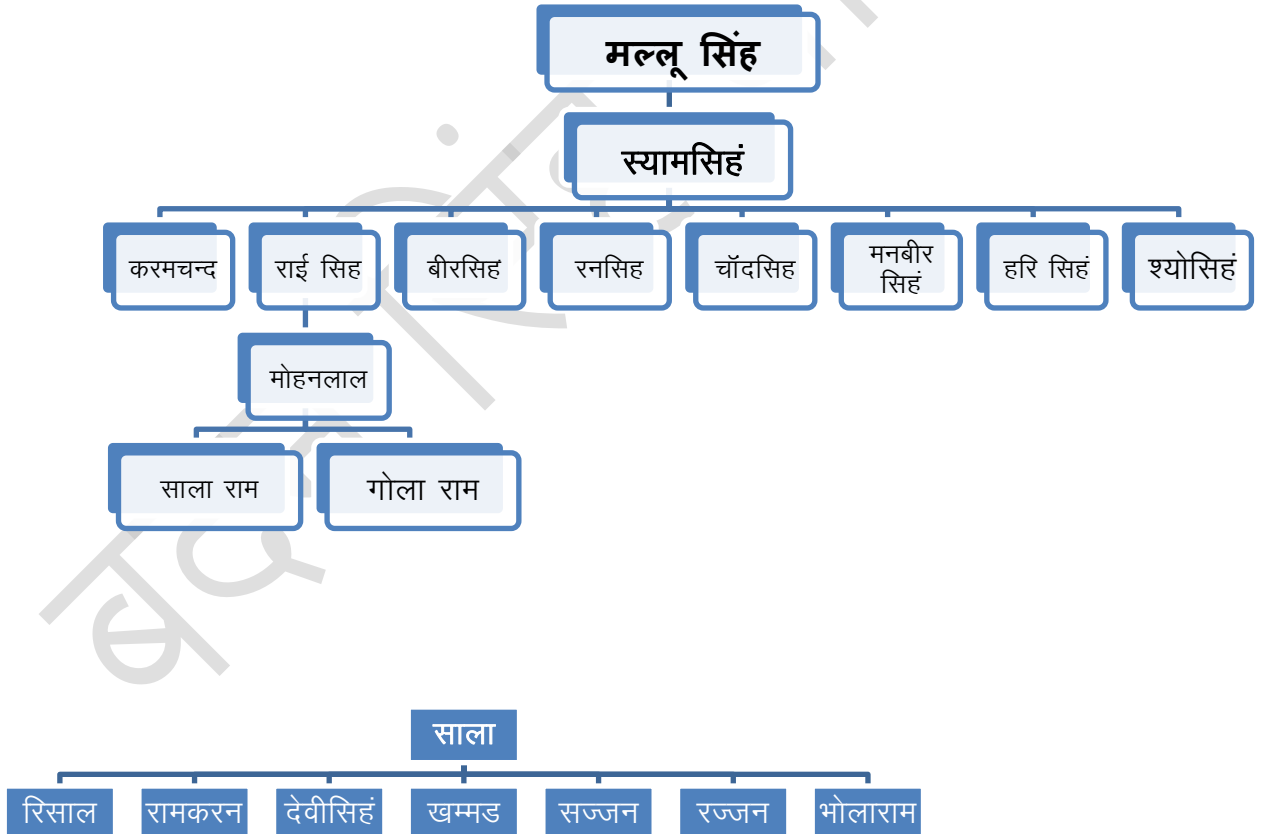 मल्लू सिंह
स्यामसिहं
करमचन्द
राई सिह
बीरसिहं
रनसिह
चॉदसिह
मनबीर
सिहं
हरि सिहं
श्योसिहं
मोहनलाल
साला राम
गोला राम
साला
रिसाल
रामकरन
देवीसिहं
खम्मड
सज्जन
रज्जन
भोलाराम